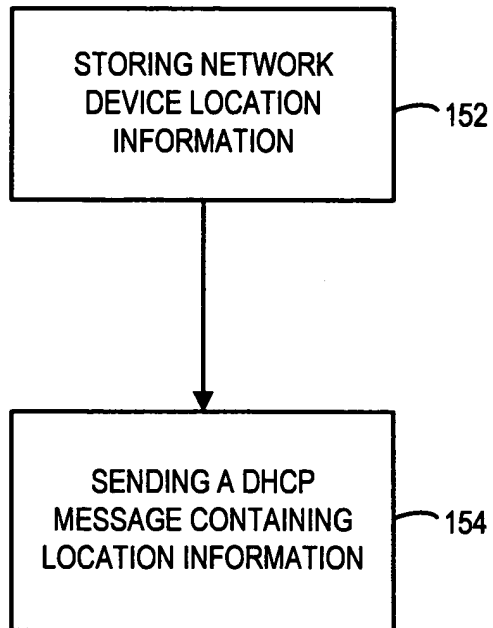 STORING NETWORK
DEVICE LOCATION
INFORMATION
152
SENDING A DHCP
MESSAGE CONTAINING
LOCATION INFORMATION
154